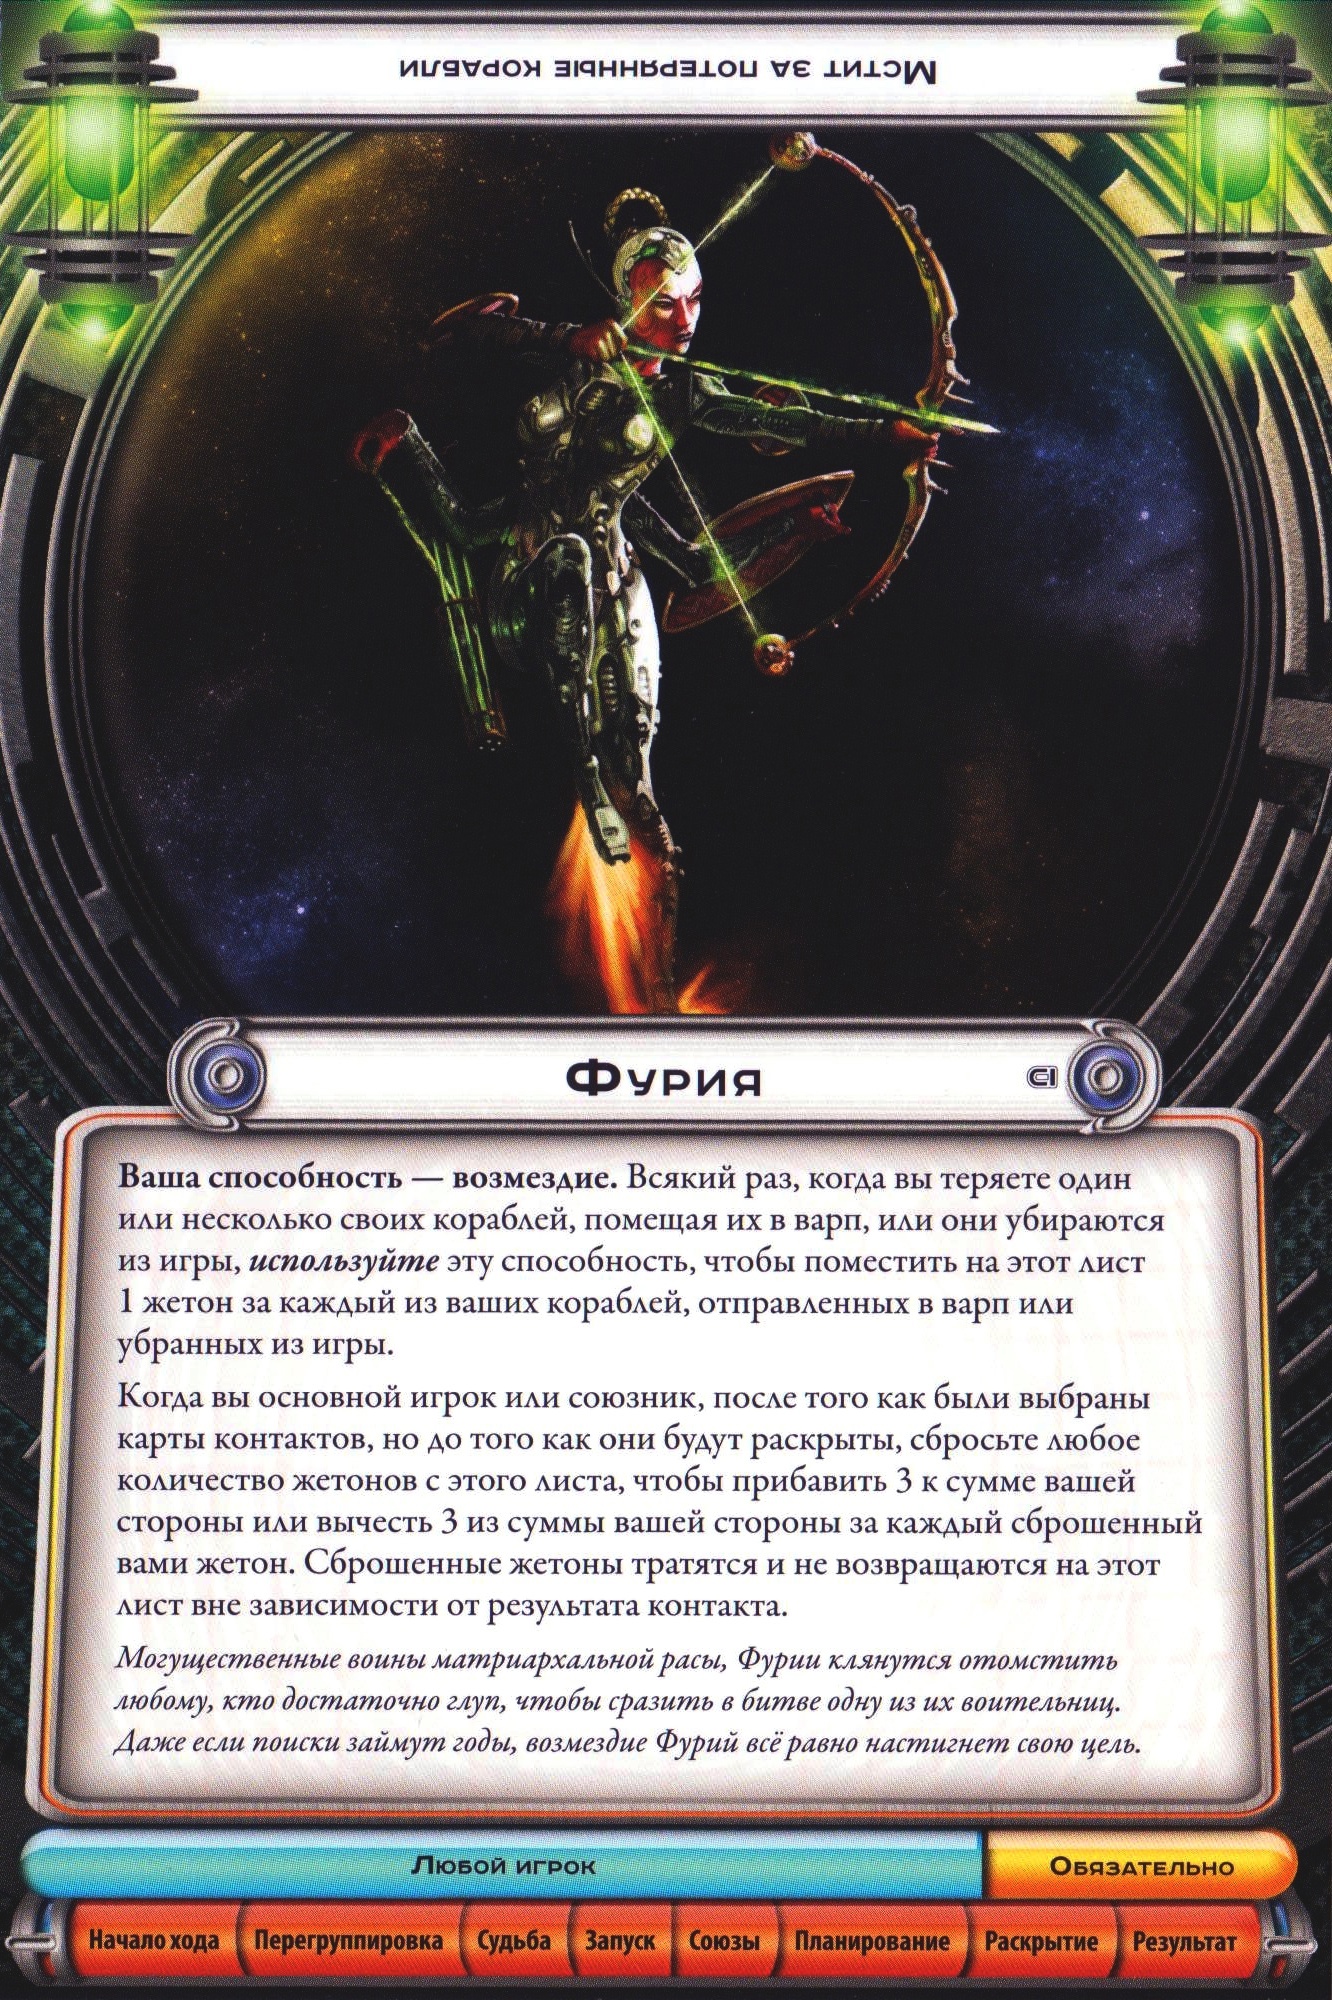 Мстит за потерянные корабли
Фурия
CI
Ваша способность — возмездие. Всякий раз, когда вы теряете один
или несколько своих кораблей, помещая их в варп, или они убираются
из игры, используйте эту способность, чтобы поместить на этот лист
1 жетон за каждый из ваших кораблей, отправленных в варп или
убранных из игры.
Когда вы основной игрок или союзник, после того как были выбраны
карты контактов, но до того как они будут раскрыты, сбросьте любое
количество жетонов с этого листа, чтобы прибавить 3 к сумме вашей
стороны или вычесть 3 из суммы вашей стороны за каждый сброшенный
вами жетон. Сброшенные жетоны тратятся и не возвращаются на этот
лист вне зависимости от результата контакта.
Могущественные воины матриархальной расы, Фурии клянутся отомстить
любому, кто достаточно глуп, чтобы сразить в битве одну из их воительниц.
Даже если поиски займут годы, возмездие Фурий всё равно настигнет свою цель.
Любой игрок Обязательно
Начало хода Перегруппировка Судьба Запуск Союзы Планирование Раскрытие Результат